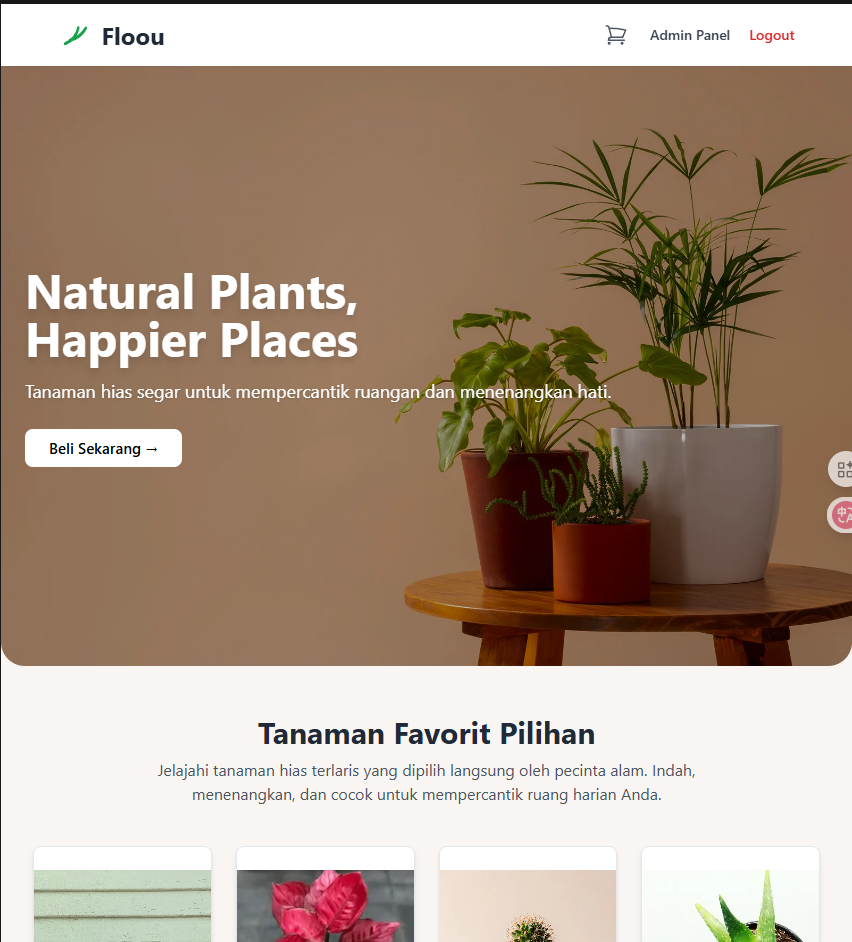 Floou
Admin Panel
Logout
Natural Plants,
Happier Places
Tanaman hias segar untuk mempercantik ruangan dan menenangkan hati.
Beli Sekarang →
Tanaman Favorit Pilihan
Jelajahi tanaman hias terlaris yang dipilih langsung oleh pecinta alam. Indah,
menenangkan, dan cocok untuk mempercantik ruang harian Anda.